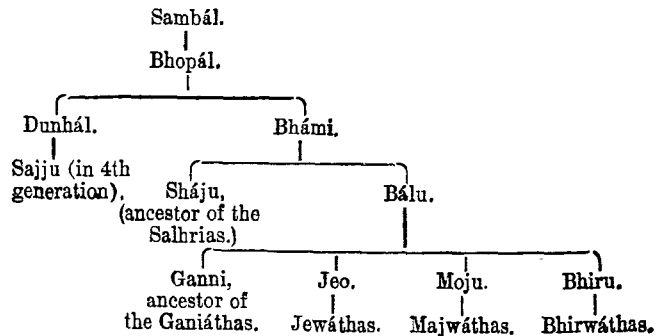 Sambál.
Bhopál.
Dunhál. Bhámi.
Sajju (in 4th generation).
Sháju, (ancestor of the Salhrias.)
Bálu.
Ganni, ancestor of the Ganiáthas.
Jeo. Moju. Bhiru.
Jewáthas. Majwáthas. Bhirwáthas.